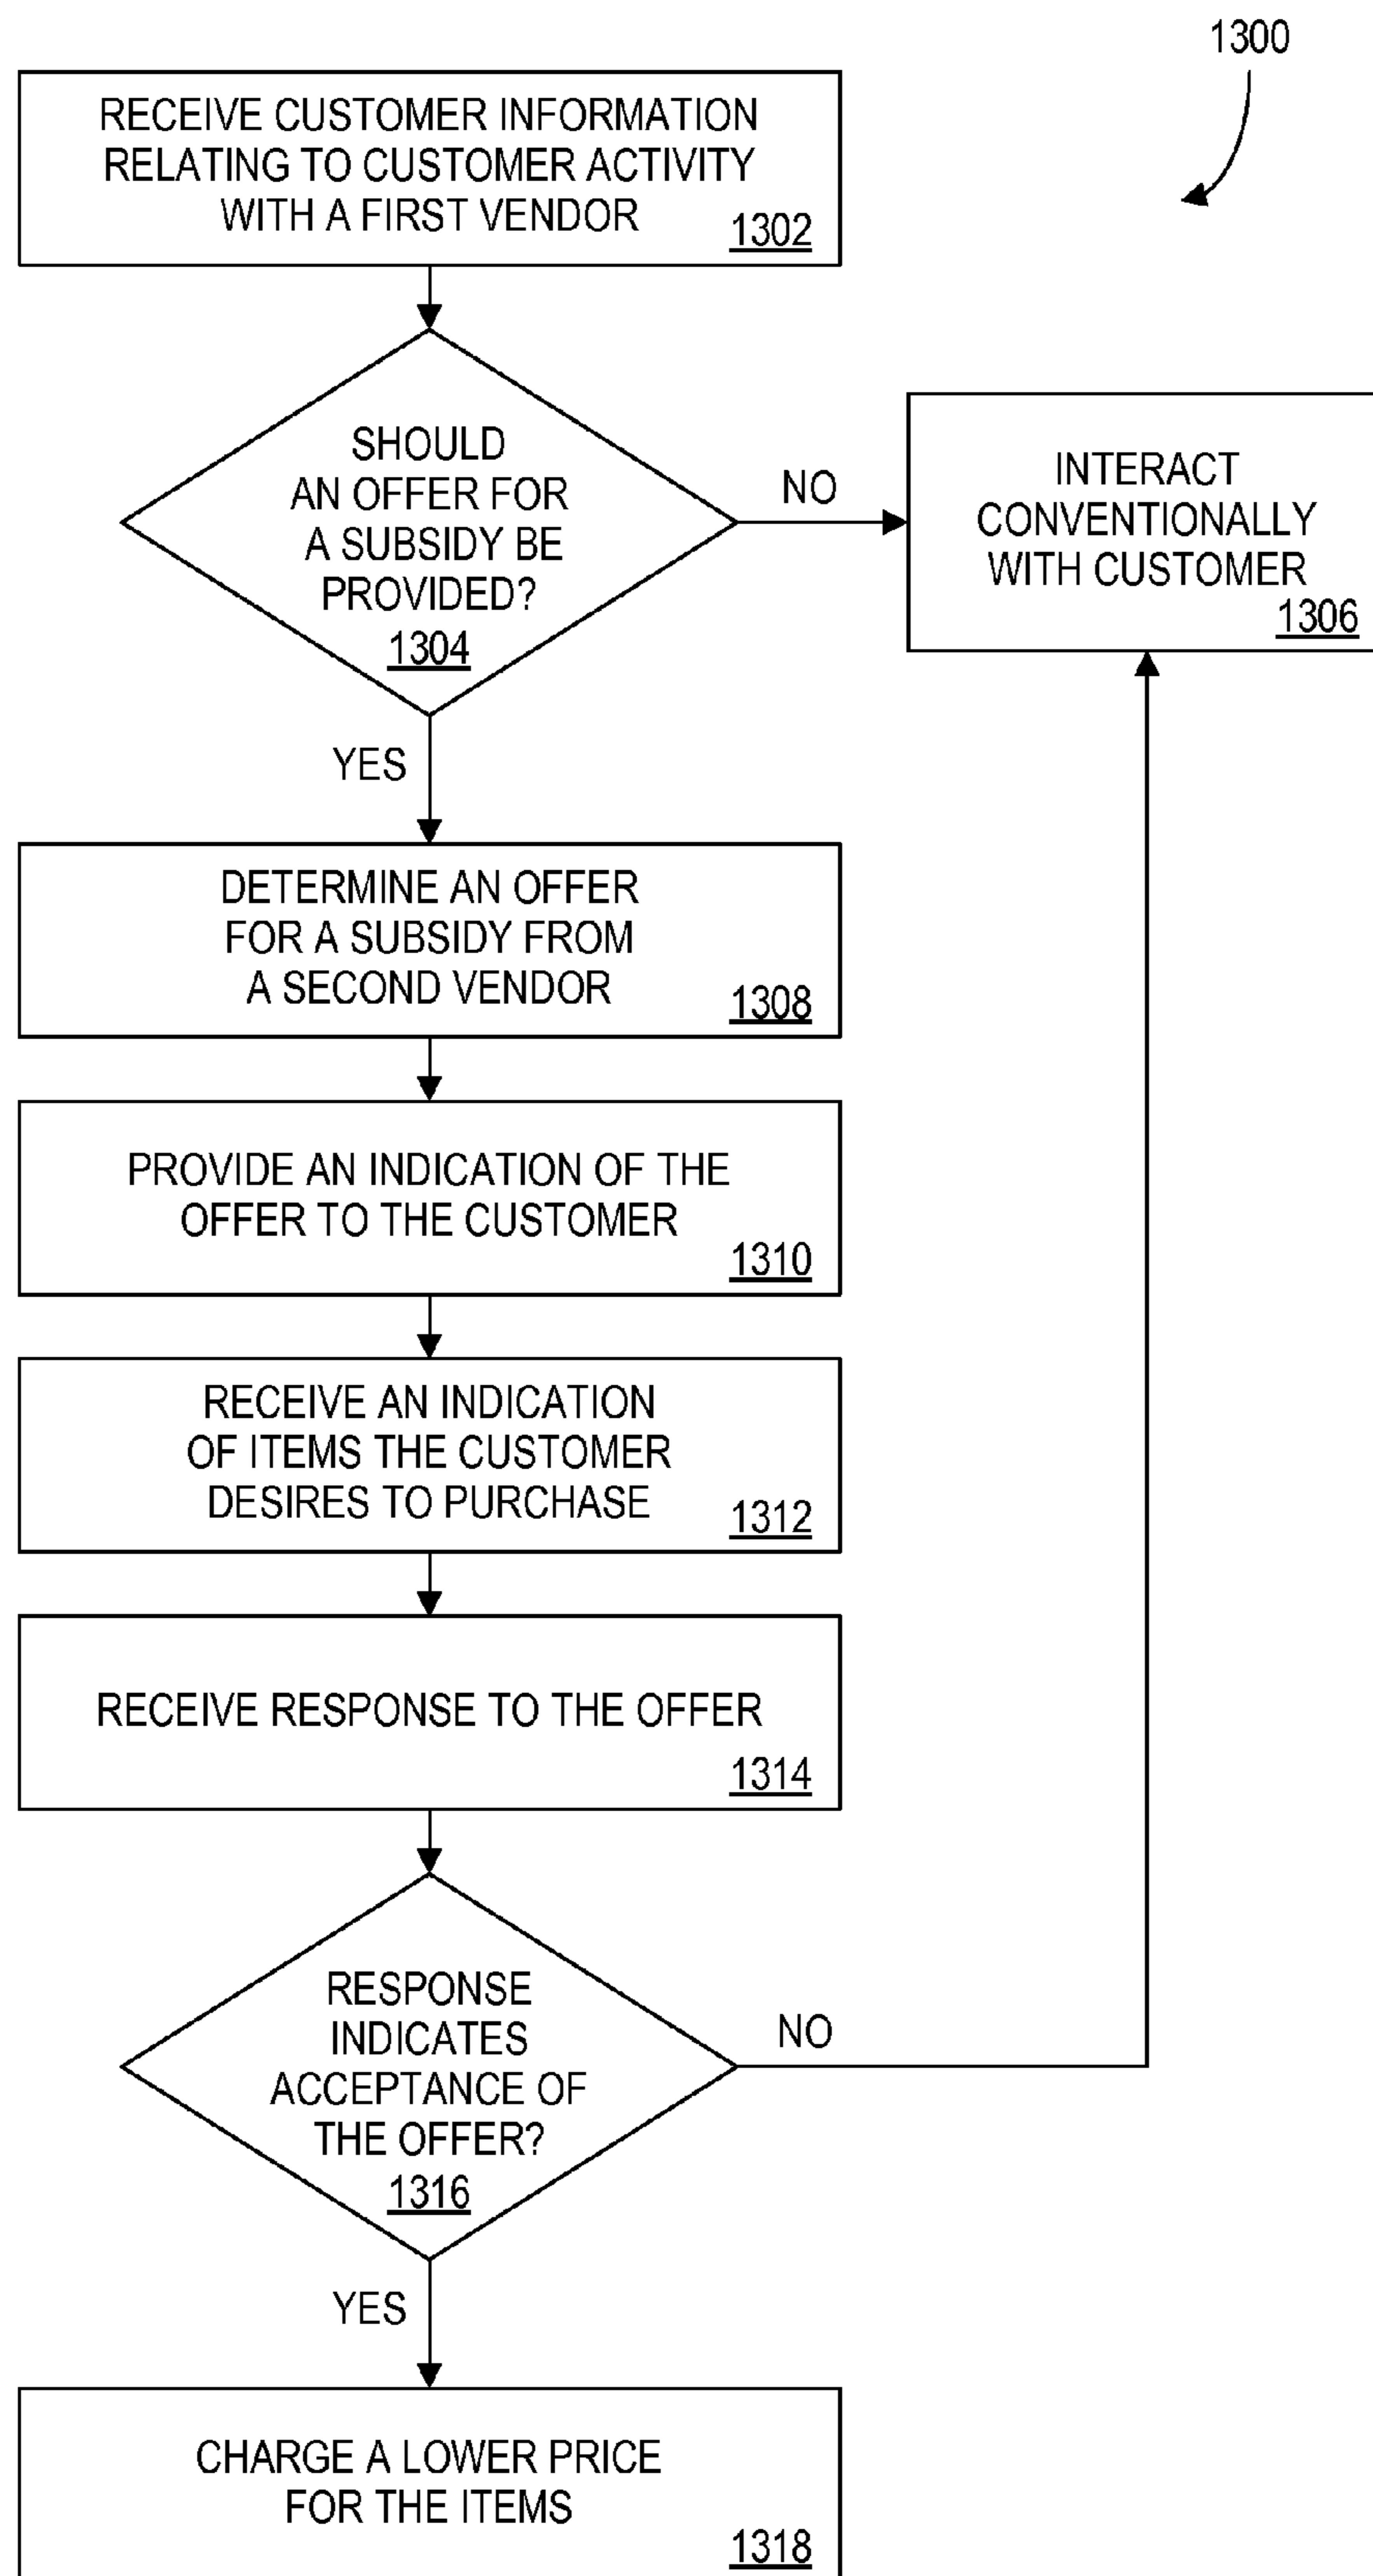 1300
RECEIVE CUSTOMER INFORMATION
RELATING TO CUSTOMER ACTIVITY
WITH A FIRST VENDOR
1302
SHOULD
AN OFFER FOR
A SUBSIDY BE
PROVIDED?
1304
NO
INTERACT
CONVENTIONALLY
WITH CUSTOMER
1306
YES
DETERMINE AN OFFER
FOR A SUBSIDY FROM
A SECOND VENDOR
1308
PROVIDE AN INDICATION OF THE
OFFER TO THE CUSTOMER
1310
RECEIVE AN INDICATION
OF ITEMS THE CUSTOMER
DESIRES TO PURCHASE
1312
RECEIVE RESPONSE TO THE OFFER
1314
RESPONSE
INDICATES
ACCEPTANCE OF
THE OFFER?
1316
NO
YES
CHARGE A LOWER PRICE
FOR THE ITEMS
1318